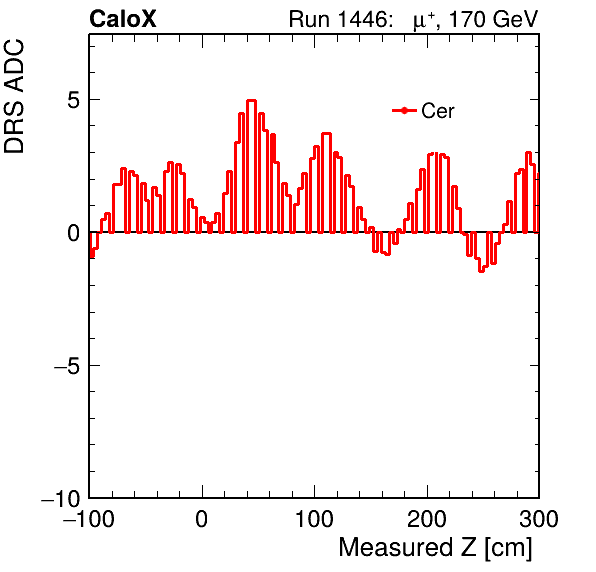 CaloX Run 1446: μ⁺, 170 GeV
DRS ADC
Cer
5
0
−5
−10
−100 0 100 200 300
Measured Z [cm]